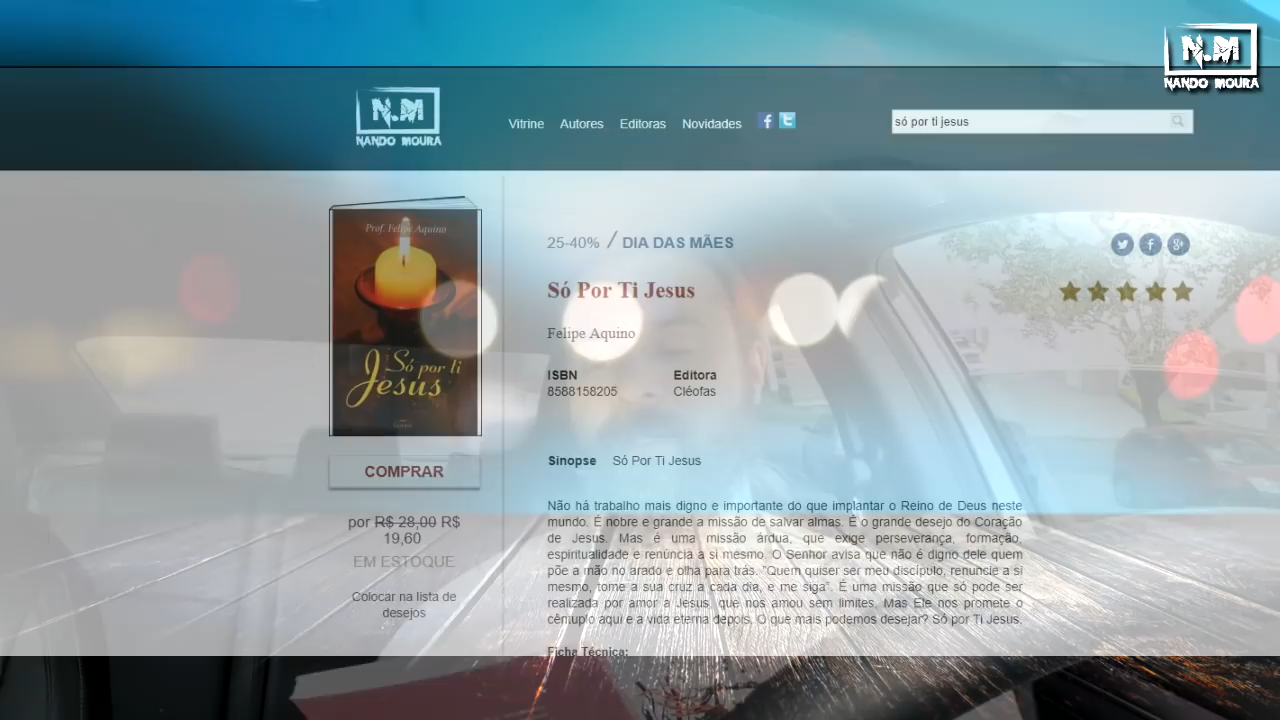 N.M
NANDO MOURA
N.M
NANDO MOURA
Vitrine Autores Editoras Novidades
só por ti jesus
Prof. Felipe Aquino
Só por ti
Jesus
COMPRAR
por R$ 28,00 R$
19,60
EM ESTOQUE
Colocar na lista de
desejos
25-40% / DIA DAS MÃES
Só Por Ti Jesus
Felipe Aquino
ISBN Editora
8588158205 Cléofas
Sinopse Só Por Ti Jesus
Não há trabalho mais digno e importante do que implantar o Reino de Deus neste
mundo. É nobre e grande a missão de salvar almas. É o grande desejo do Coração
de Jesus. Mas é uma missão árdua, que exige perseverança, formação,
espiritualidade e renúncia a si mesmo. O Senhor avisa que não é digno dele quem
põe a mão no arado e olha para trás. "Quem quiser ser meu discípulo, renuncie a si
mesmo, tome a sua cruz a cada dia, e me siga". É uma missão que só pode ser
realizada por amor a Jesus, que nos amou sem limites. Mas Ele nos promete o
cêntuplo aqui e a vida eterna depois. O que mais podemos desejar? Só por Ti Jesus.
Ficha Técnica: